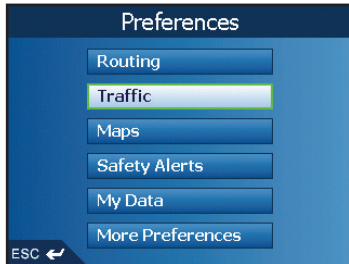 Preferences
Routing
Traffic
Maps
Safety Alerts
My Data
More Preferences
ESC